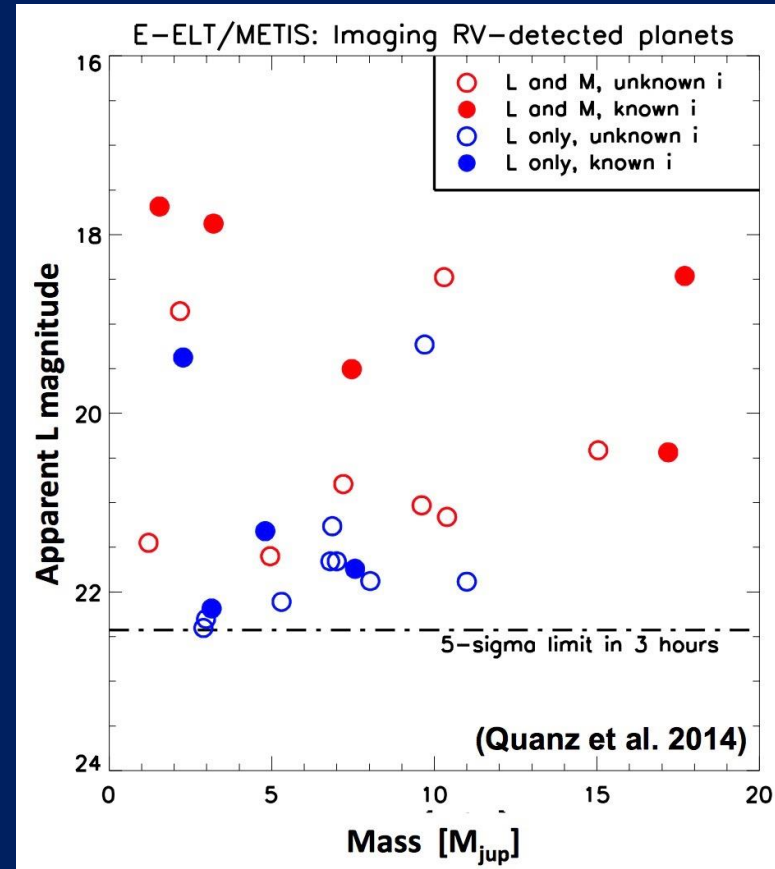 E-ELT/METIS: Imaging RV-detected planets
16
L and M, unknown i
L and M, known i
L only, unknown i
L only, known i
18
20
22
5-sigma limit in 3 hours
(Quanz et al. 2014)
24
0 5 10 15 20
Apparent L magnitude
Mass [Mjup]